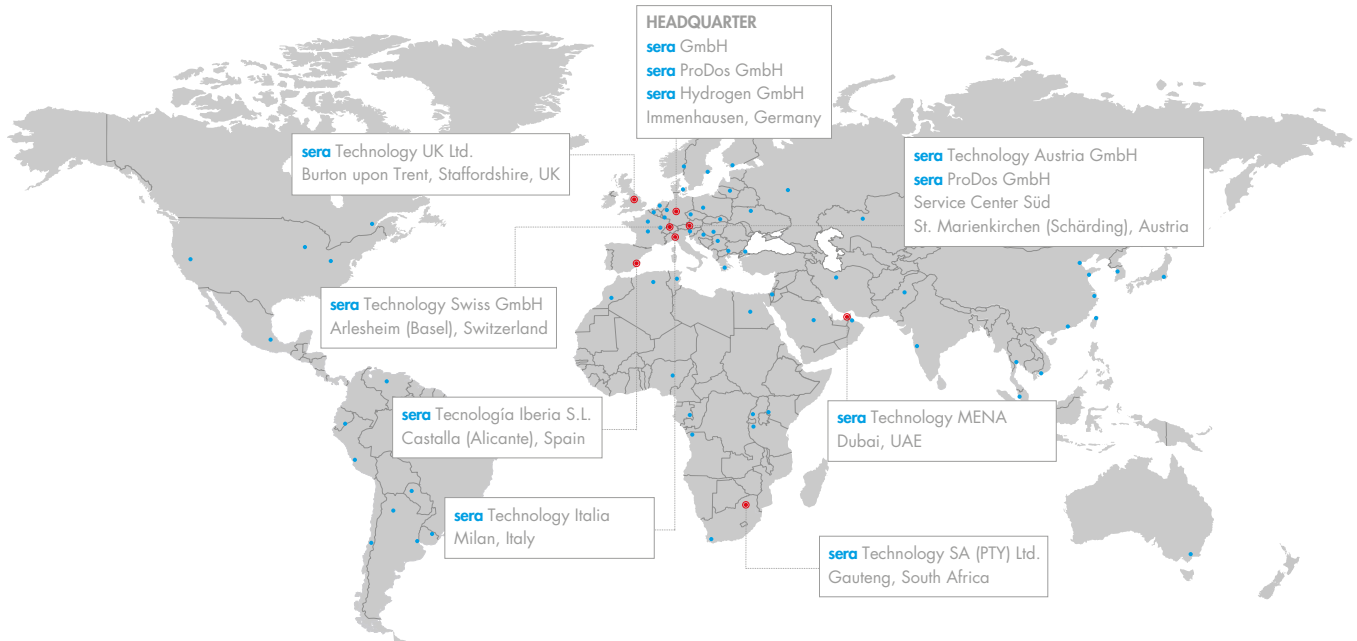 HEADQUARTER
sera GmbH
sera ProDos GmbH
sera Hydrogen GmbH
Immenhausen, Germany
sera Technology UK Ltd.
Burton upon Trent, Staffordshire, UK
sera Technology Austria GmbH
sera ProDos GmbH
Service Center Süd
St. Marienkirchen (Schärding), Austria
sera Technology Swiss GmbH
Arlesheim (Basel), Switzerland
sera Tecnología Iberia S.L.
Castalla (Alicante), Spain
sera Technology MENA
Dubai, UAE
sera Technology Italia
Milan, Italy
sera Technology SA (PTY) Ltd.
Gauteng, South Africa